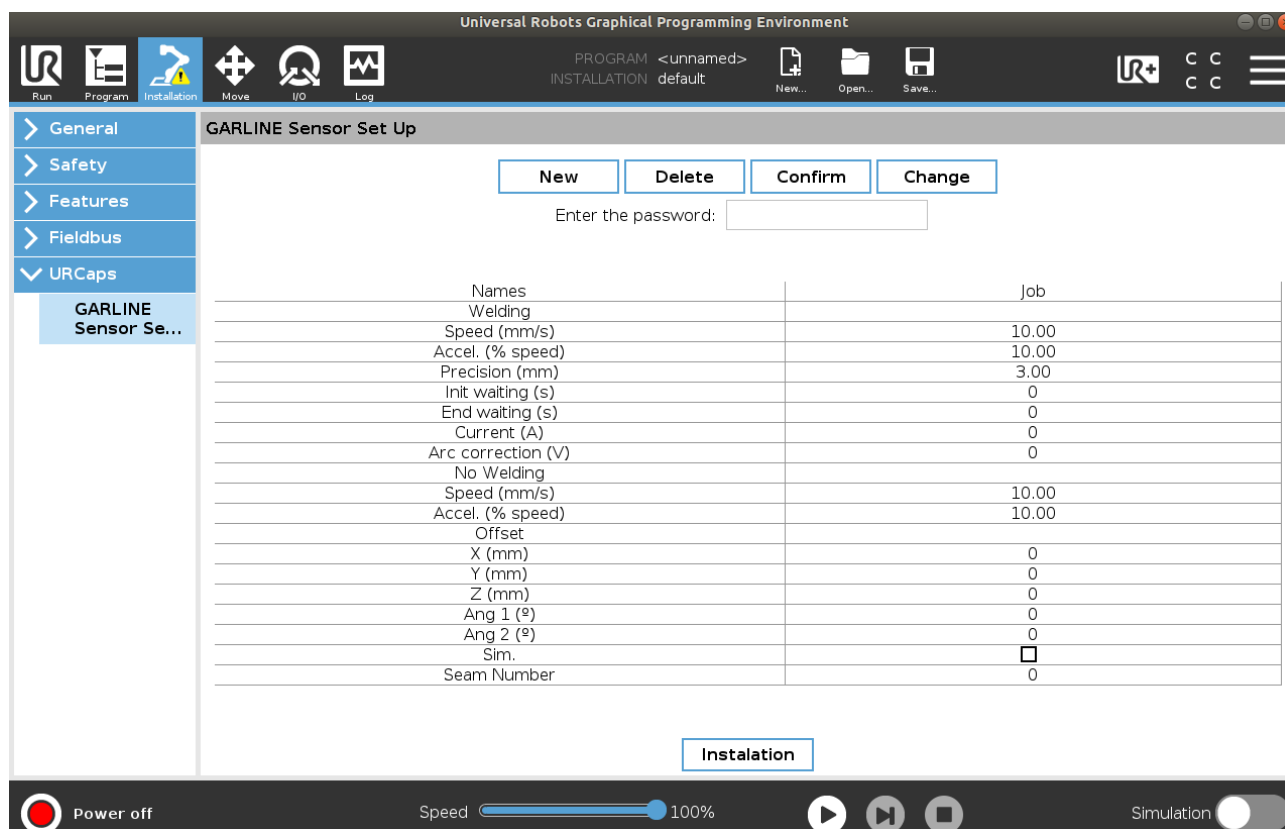 Universal Robots Graphical Programming Environment
UR
Run
Program
Installation
Move
I/O
Log
PROGRAM <unnamed>
INSTALLATION default
New...
Open...
Save...
UR+
C C
C C
General
Safety
Features
Fieldbus
URCaps
GARLINE
Sensor Se...
GARLINE Sensor Set Up
New Delete Confirm Change
Enter the password:
Names Job
Welding
Speed (mm/s) 10.00
Accel. (% speed) 10.00
Precision (mm) 3.00
Init waiting (s) 0
End waiting (s) 0
Current (A) 0
Arc correction (V) 0
No Welding
Speed (mm/s) 10.00
Accel. (% speed) 10.00
Offset
X (mm) 0
Y (mm) 0
Z (mm) 0
Ang 1 (º) 0
Ang 2 (º) 0
Sim.
Seam Number 0
Instalation
Power off
Speed 100%
Simulation